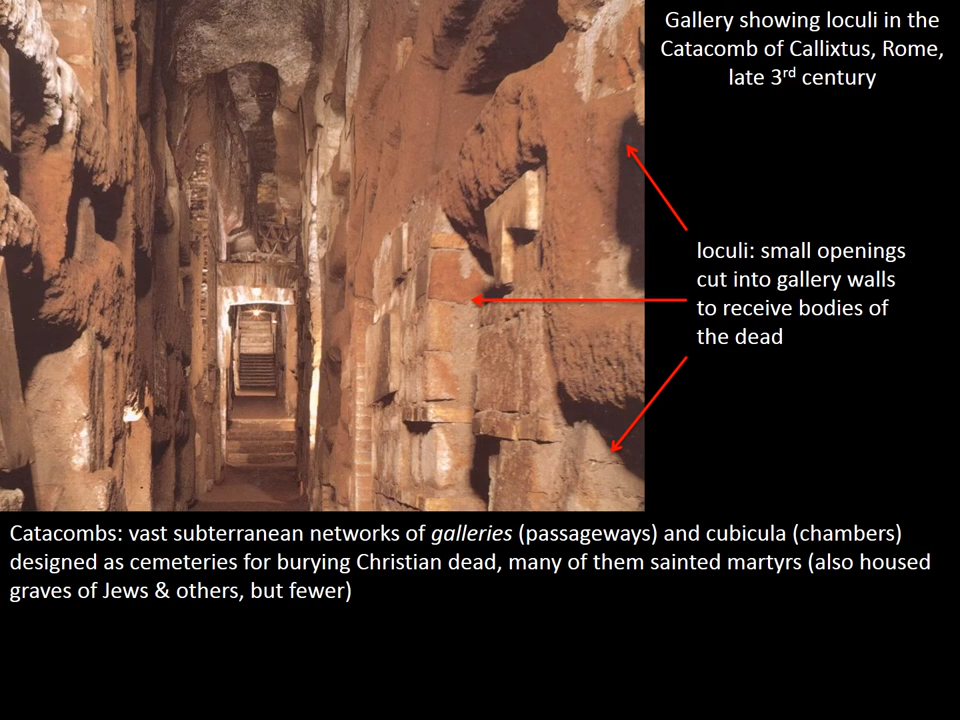 Gallery showing loculi in the
Catacomb of Callixtus, Rome,
late 3rd century
loculi: small openings
cut into gallery walls
to receive bodies of
the dead
Catacombs: vast subterranean networks of galleries (passageways) and cubicula (chambers)
designed as cemeteries for burying Christian dead, many of them sainted martyrs (also housed
graves of Jews & others, but fewer)